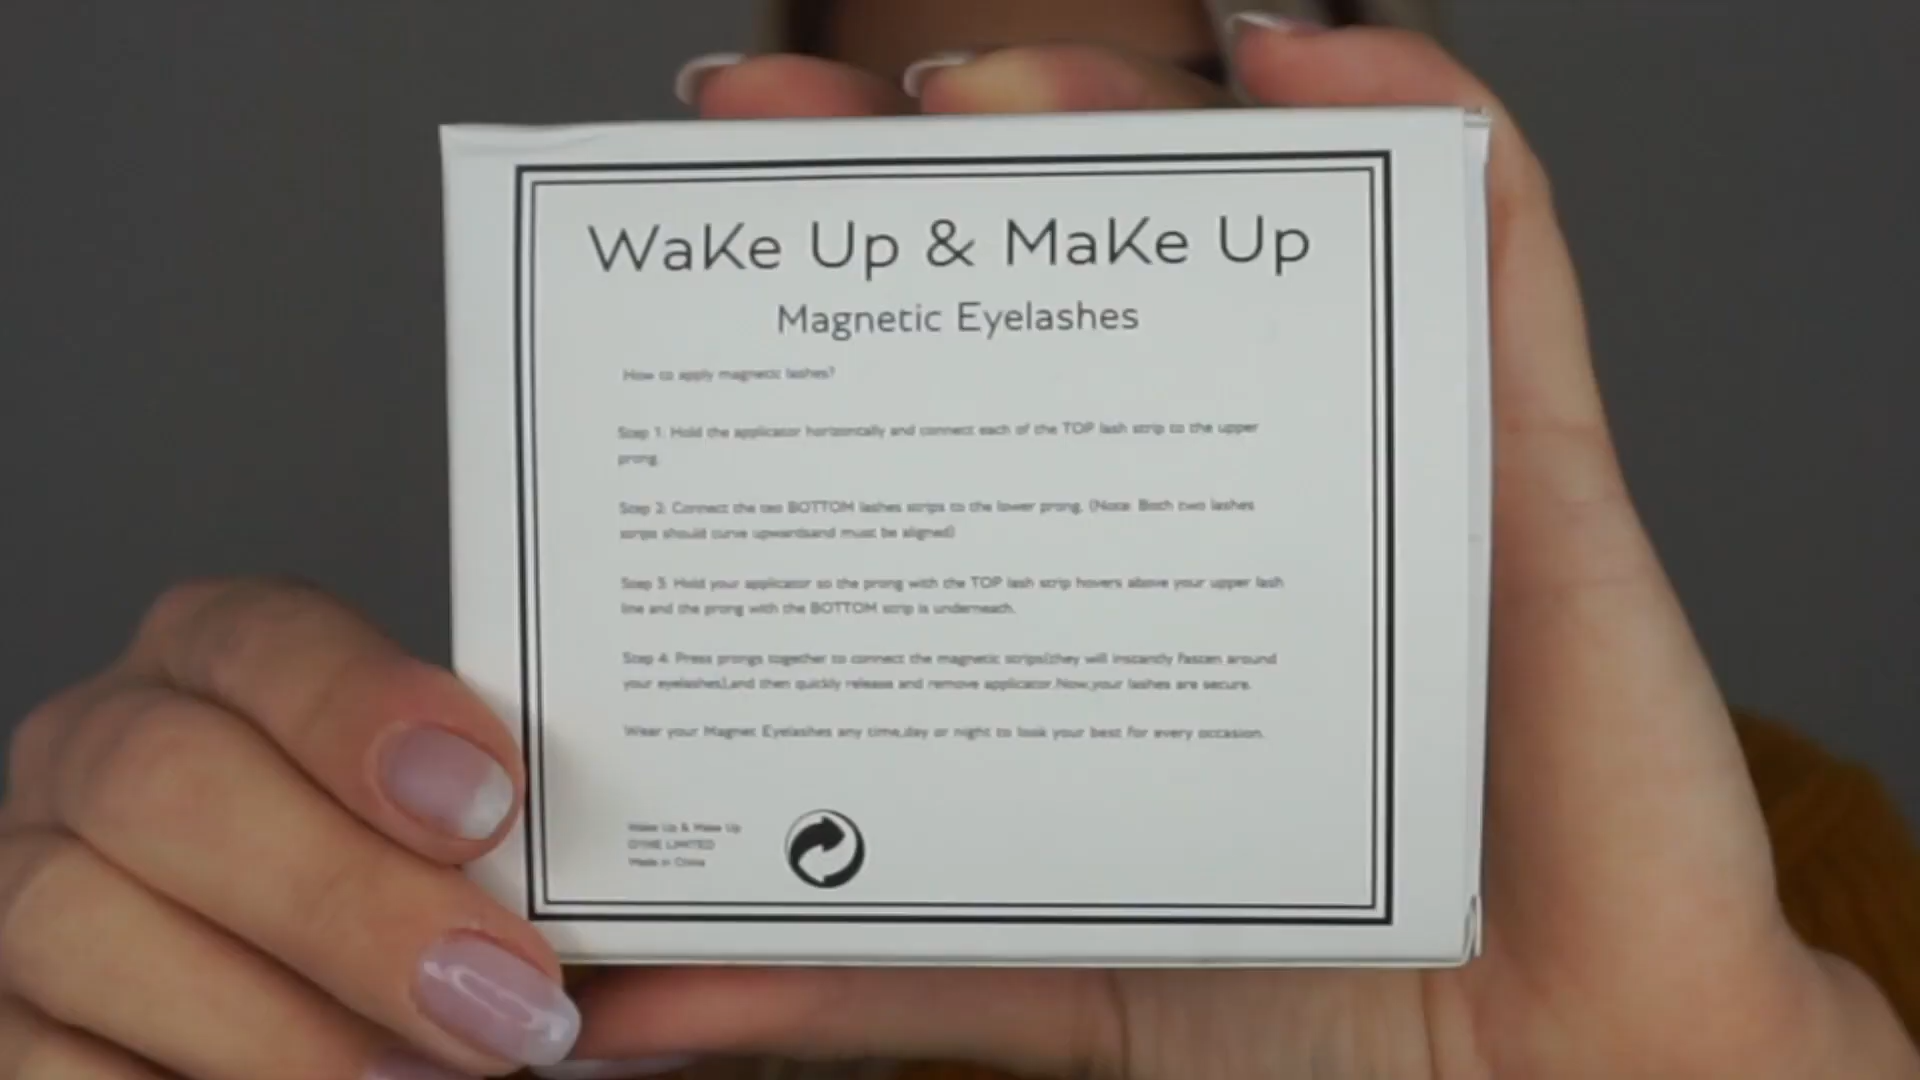 WaKe Up & MaKe Up
Magnetic Eyelashes
How to apply magnetic lashes?
Step 1: Hold the applicator horizontally and connect each of the TOP lash strip to the upper
prong.
Step 2: Connect the two BOTTOM lashes strips to the lower prong. (Note: Both two lashes
strips should curve upwardsand must be aligned)
Step 3: Hold your applicator so the prong with the TOP lash strip hovers above your upper lash
line and the prong with the BOTTOM strip is underneath.
Step 4: Press prongs together to connect the magnetic strips(they will instantly fasten around
your eyelashes),and then quickly release and remove applicator.Now,your lashes are secure.
Wear your Magnet Eyelashes any time,day or night to look your best for every occasion.
Wake Up & Make Up
LIMITED
Made in China